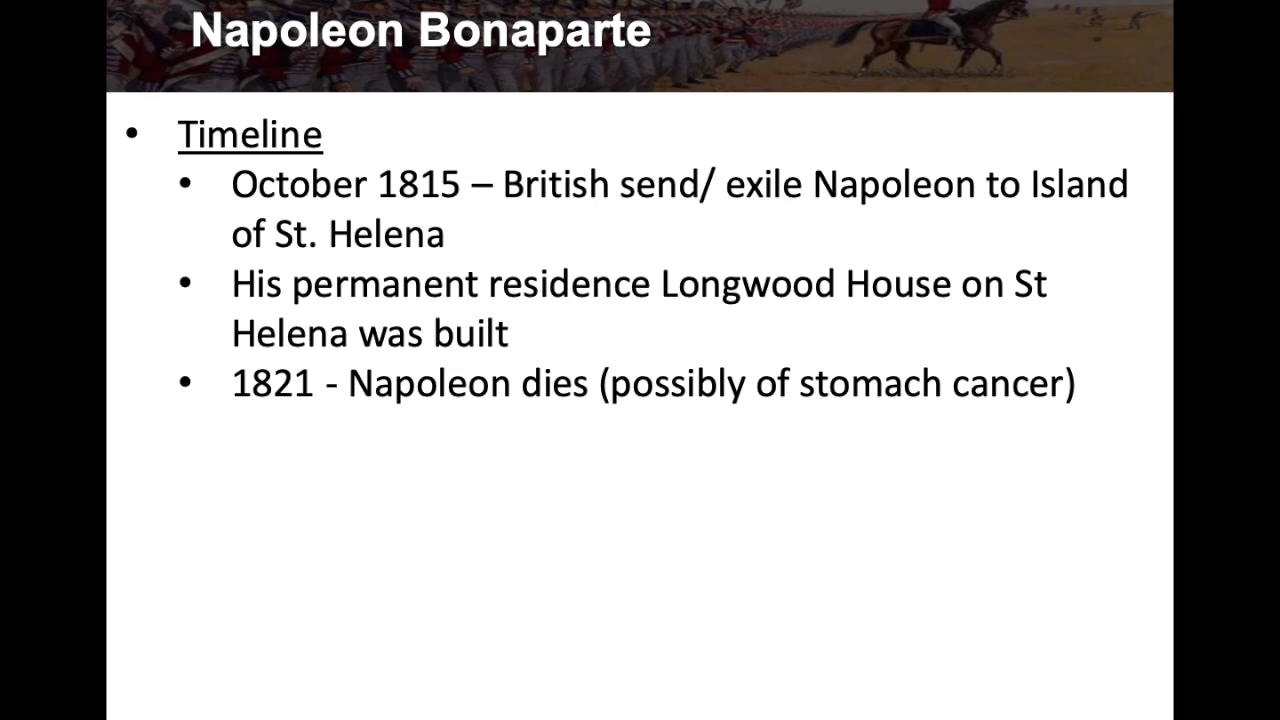 Napoleon Bonaparte
• Timeline
• October 1815 – British send/ exile Napoleon to Island
of St. Helena
• His permanent residence Longwood House on St
Helena was built
• 1821 - Napoleon dies (possibly of stomach cancer)